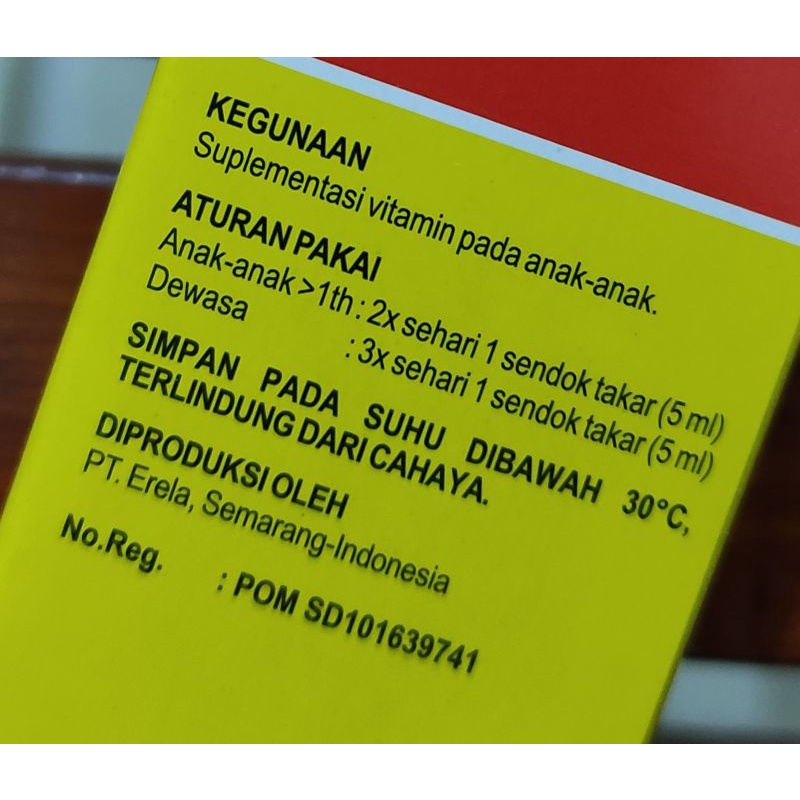 KEGUNAAN
Suplementasi vitamin pada anak-anak.
ATURAN PAKAI
Anak-anak >1th : 2x sehari 1 sendok takar (5 ml)
Dewasa : 3x sehari 1 sendok takar (5 ml)
SIMPAN PADA SUHU DIBAWAH 30°C,
TERLINDUNG DARI CAHAYA.
DIPRODUKSI OLEH
PT. Erela, Semarang-Indonesia
No.Reg. : POM SD101639741